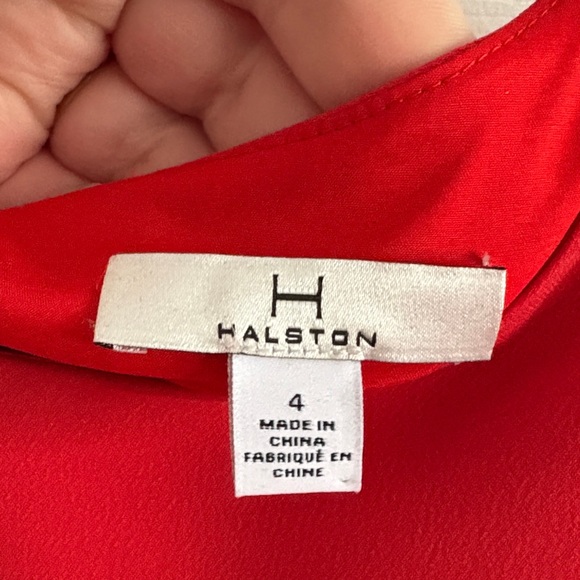 H
HALSTON
4
MADE IN
CHINA
FABRIQUÉ EN
CHINE